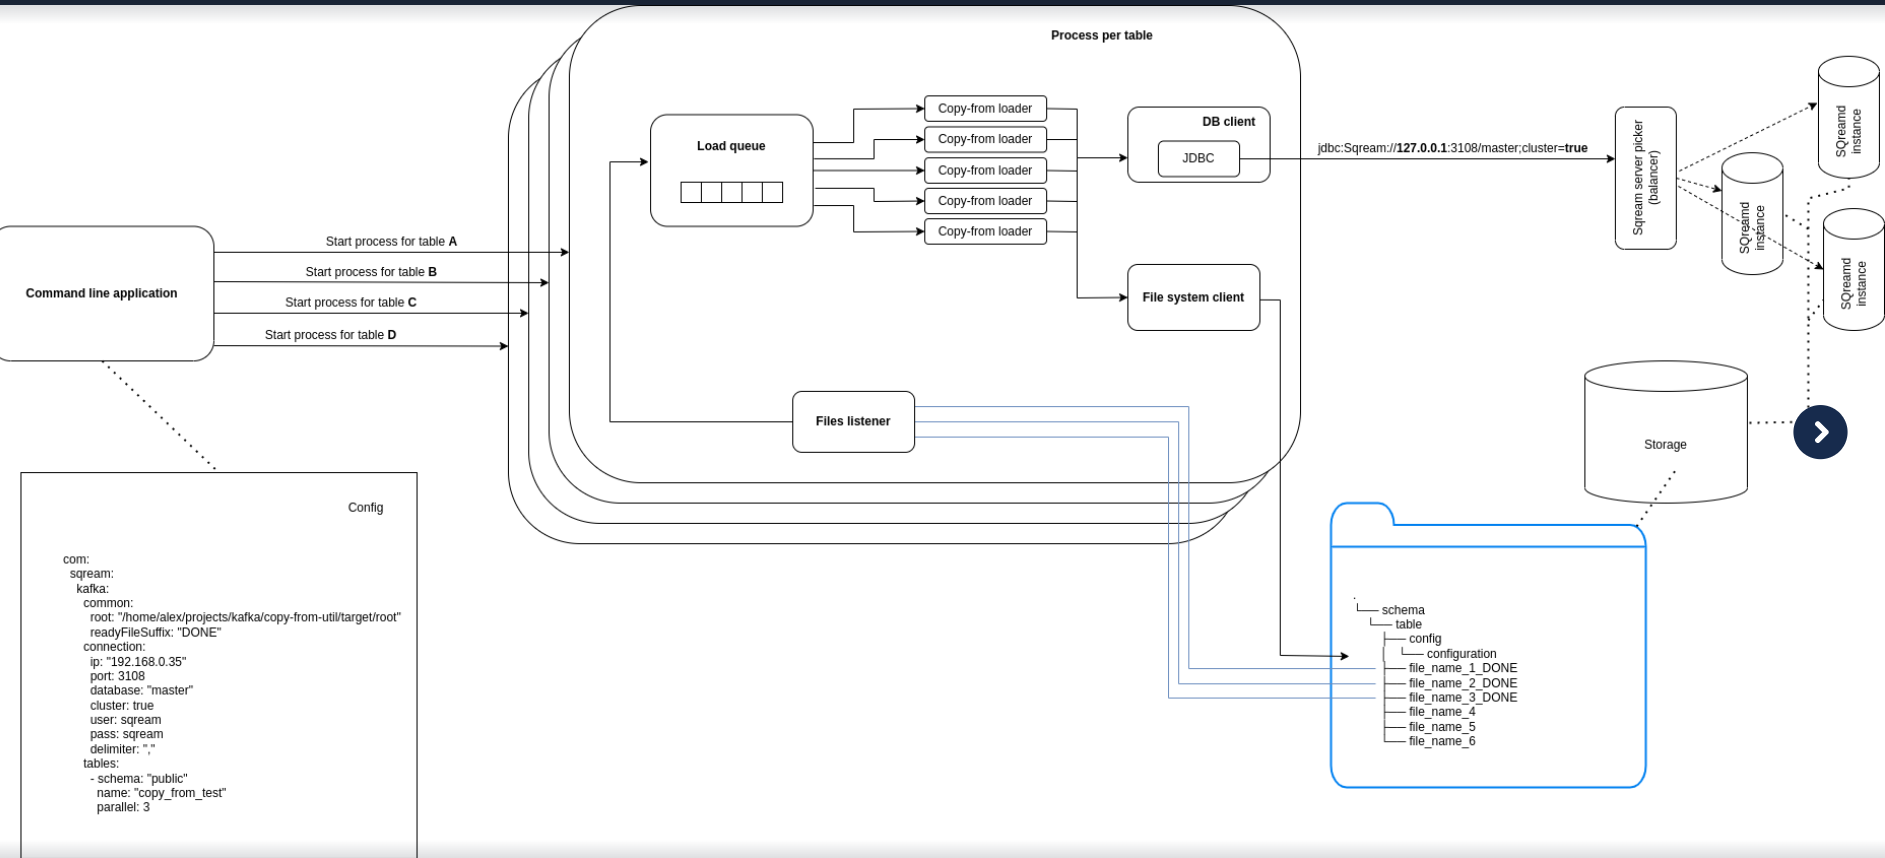 Process per table
Load queue
Copy-from loader
Copy-from loader
Copy-from loader
Copy-from loader
Copy-from loader
DB client
JDBC
jdbc:Sqream://127.0.0.1:3108/master;cluster=true
Sqream server picker
(balancer)
SQreamd
instance
SQreamd
instance
SQreamd
instance
Command line application
Start process for table A
Start process for table B
Start process for table C
Start process for table D
File system client
Files listener
Storage
Config
com:
sqream:
kafka:
common:
root: "/home/alex/projects/kafka/copy-from-util/target/root"
readyFileSuffix: "DONE"
connection:
ip: "192.168.0.35"
port: 3108
database: "master"
cluster: true
user: sqream
pass: sqream
delimiter: ","
tables:
- schema: "public"
name: "copy_from_test"
parallel: 3
.
└── schema
└── table
├── config
│ └── configuration
├── file_name_1_DONE
├── file_name_2_DONE
├── file_name_3_DONE
├── file_name_4
├── file_name_5
└── file_name_6